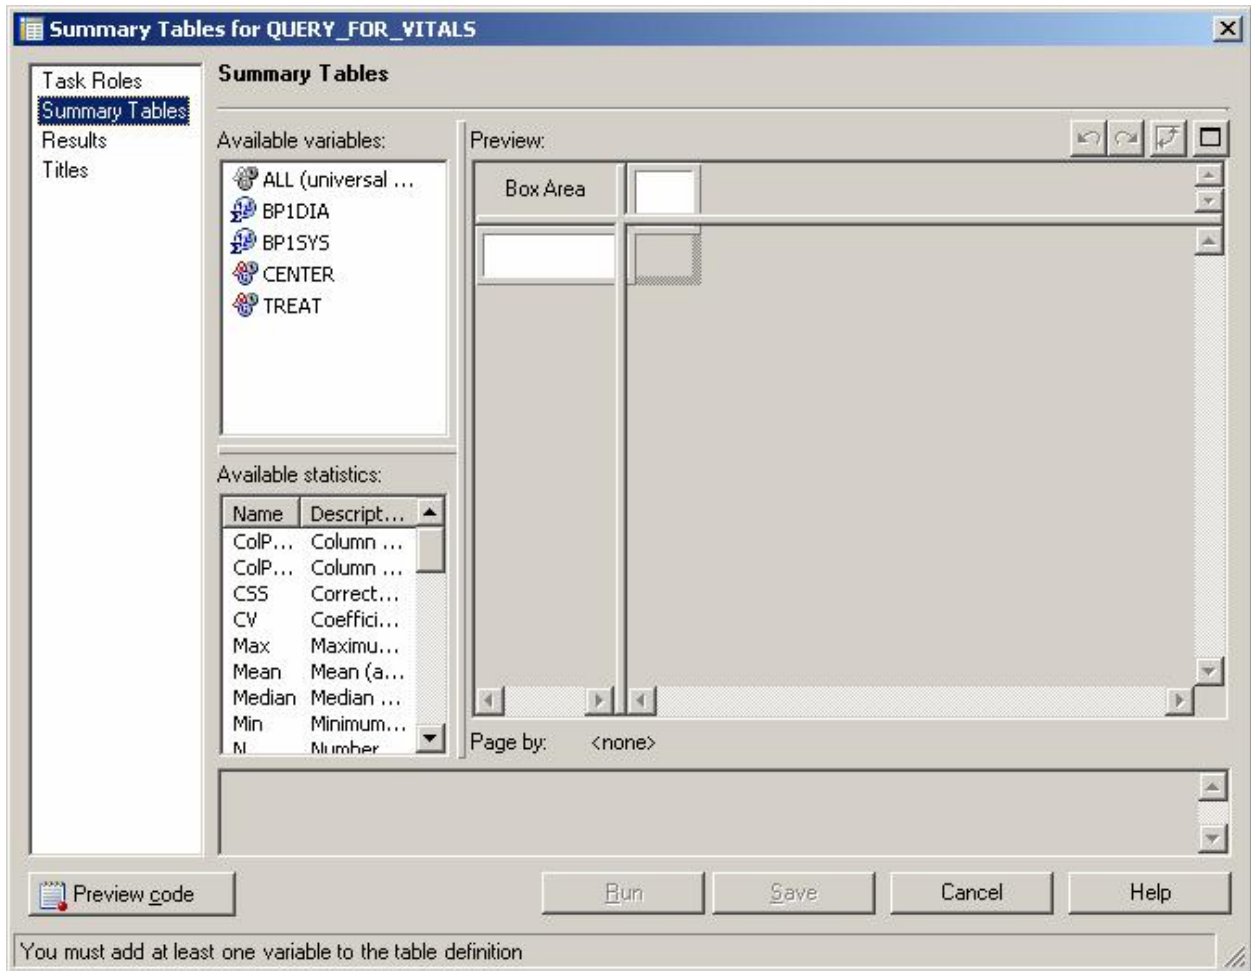 Summary Tables for QUERY_FOR_VITALS
Task Roles
Summary Tables
Results
Titles
Summary Tables
Available variables:
ALL (universal ...
BP1DIA
BP1SYS
CENTER
TREAT
Available statistics:
Name Descript...
ColP... Column ...
ColP... Column ...
CSS Correct...
CV Coeffici...
Max Maximu...
Mean Mean (a...
Median Median ...
Min Minimum...
N Number
Preview:
Box Area
Page by: <none>
Preview code
Run
Save
Cancel
Help
You must add at least one variable to the table definition